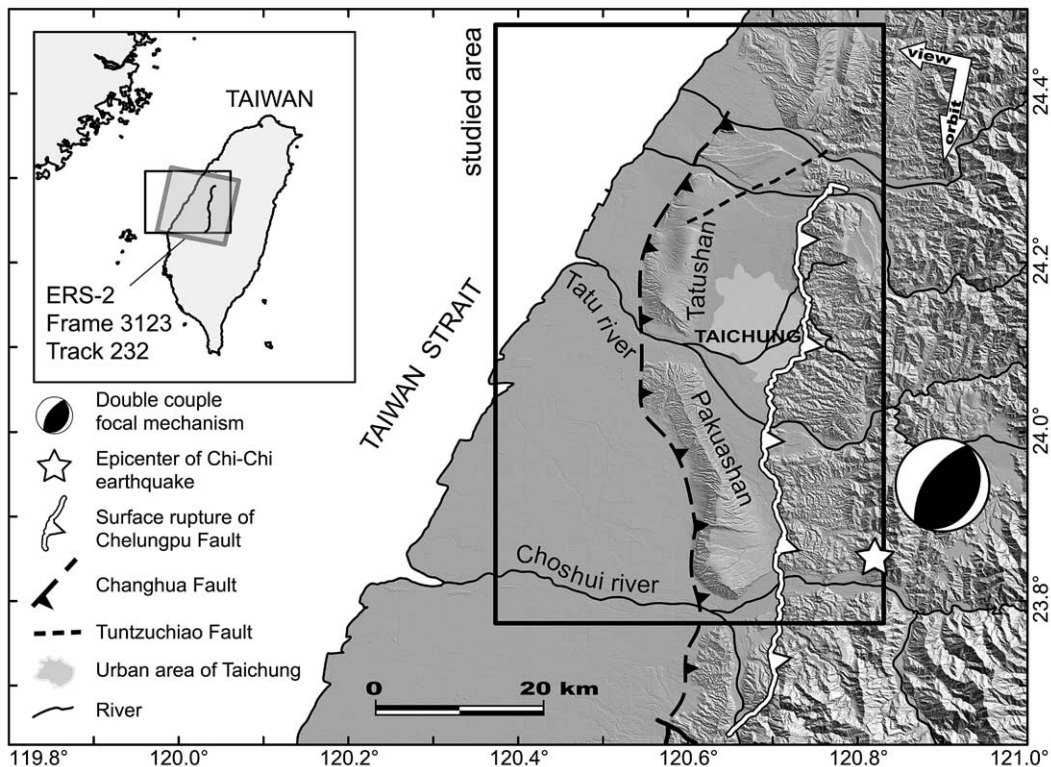 TAIWAN
ERS-2
Frame 3123
Track 232
studied area
view
orbit
TAIWAN STRAIT
Tatu river
Tatushan
TAICHUNG
Pakuashan
Choshui river
Double couple
focal mechanism
Epicenter of Chi-Chi
earthquake
Surface rupture of
Chelungpu Fault
Changhua Fault
Tuntzuchiao Fault
Urban area of Taichung
River
0 20 km
24.4°
24.2°
24.0°
23.8°
119.8° 120.0° 120.2° 120.4° 120.6° 120.8° 121.0°